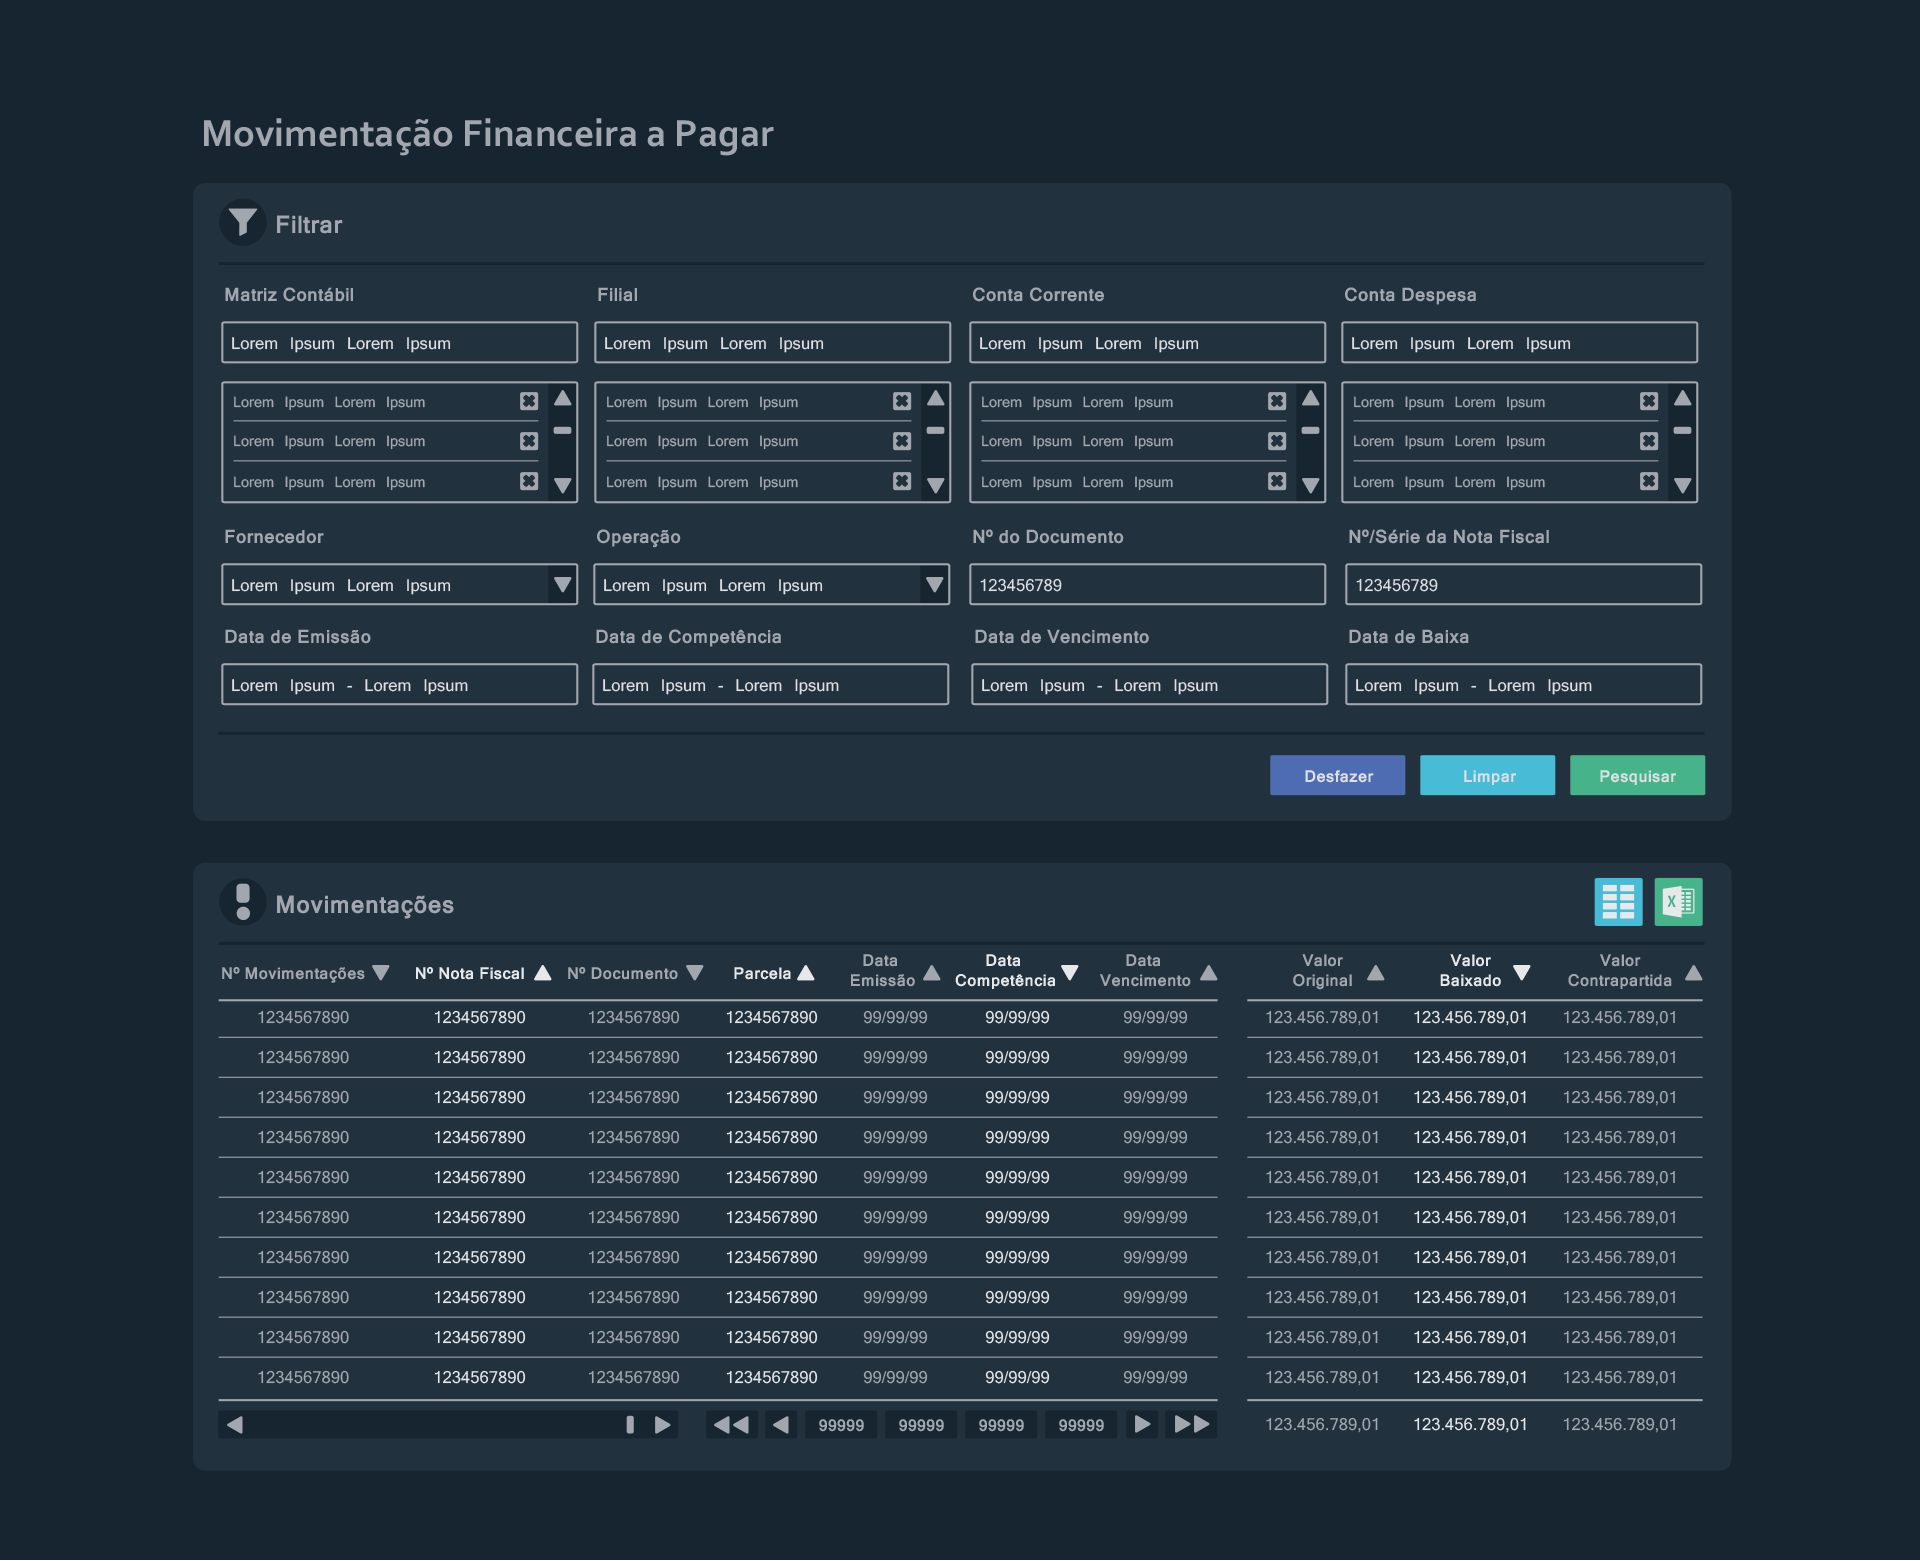 Movimentação Financeira a Pagar
Filtrar
Matriz Contábil Filial Conta Corrente Conta Despesa
Lorem Ipsum Lorem Ipsum Lorem Ipsum Lorem Ipsum Lorem Ipsum Lorem Ipsum Lorem Ipsum Lorem Ipsum
Lorem Ipsum Lorem Ipsum Lorem Ipsum Lorem Ipsum Lorem Ipsum Lorem Ipsum Lorem Ipsum Lorem Ipsum
Lorem Ipsum Lorem Ipsum Lorem Ipsum Lorem Ipsum Lorem Ipsum Lorem Ipsum Lorem Ipsum Lorem Ipsum
Lorem Ipsum Lorem Ipsum Lorem Ipsum Lorem Ipsum Lorem Ipsum Lorem Ipsum Lorem Ipsum Lorem Ipsum
Fornecedor Operação Nº do Documento Nº/Série da Nota Fiscal
Lorem Ipsum Lorem Ipsum Lorem Ipsum Lorem Ipsum 123456789 123456789
Data de Emissão Data de Competência Data de Vencimento Data de Baixa
Lorem Ipsum - Lorem Ipsum Lorem Ipsum - Lorem Ipsum Lorem Ipsum - Lorem Ipsum Lorem Ipsum - Lorem Ipsum
Desfazer Limpar Pesquisar
Movimentações
X
Nº Movimentações Nº Nota Fiscal Nº Documento Parcela Data Emissão Data Competência Data Vencimento Valor Original Valor Baixado Valor Contrapartida
1234567890 1234567890 1234567890 1234567890 99/99/99 99/99/99 99/99/99 123.456.789,01 123.456.789,01 123.456.789,01
1234567890 1234567890 1234567890 1234567890 99/99/99 99/99/99 99/99/99 123.456.789,01 123.456.789,01 123.456.789,01
1234567890 1234567890 1234567890 1234567890 99/99/99 99/99/99 99/99/99 123.456.789,01 123.456.789,01 123.456.789,01
1234567890 1234567890 1234567890 1234567890 99/99/99 99/99/99 99/99/99 123.456.789,01 123.456.789,01 123.456.789,01
1234567890 1234567890 1234567890 1234567890 99/99/99 99/99/99 99/99/99 123.456.789,01 123.456.789,01 123.456.789,01
1234567890 1234567890 1234567890 1234567890 99/99/99 99/99/99 99/99/99 123.456.789,01 123.456.789,01 123.456.789,01
1234567890 1234567890 1234567890 1234567890 99/99/99 99/99/99 99/99/99 123.456.789,01 123.456.789,01 123.456.789,01
1234567890 1234567890 1234567890 1234567890 99/99/99 99/99/99 99/99/99 123.456.789,01 123.456.789,01 123.456.789,01
1234567890 1234567890 1234567890 1234567890 99/99/99 99/99/99 99/99/99 123.456.789,01 123.456.789,01 123.456.789,01
1234567890 1234567890 1234567890 1234567890 99/99/99 99/99/99 99/99/99 123.456.789,01 123.456.789,01 123.456.789,01
99999 99999 99999 99999 123.456.789,01 123.456.789,01 123.456.789,01